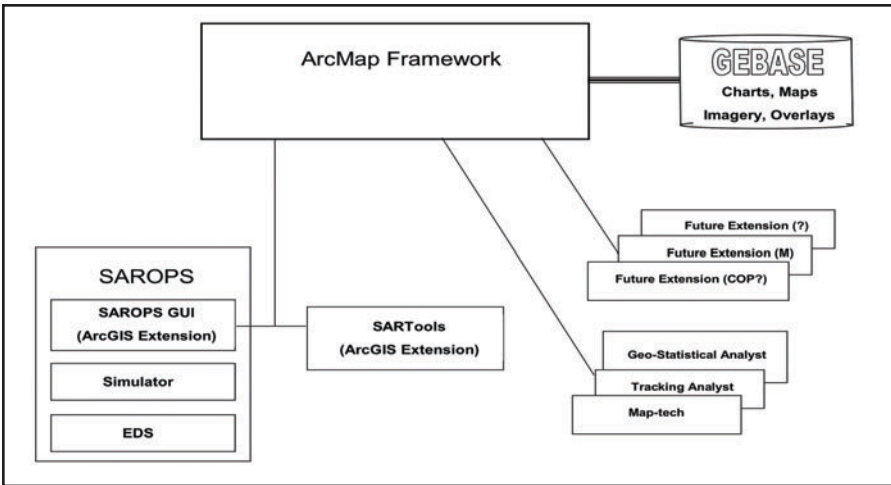 ArcMap Framework
GEBASE
Charts, Maps
Imagery, Overlays
Future Extension (?)
Future Extension (M)
Future Extension (COP?)
SAROPS
SAROPS GUI
(ArcGIS Extension)
Simulator
EDS
SARTools
(ArcGIS Extension)
Geo-Statistical Analyst
Tracking Analyst
Map-tech